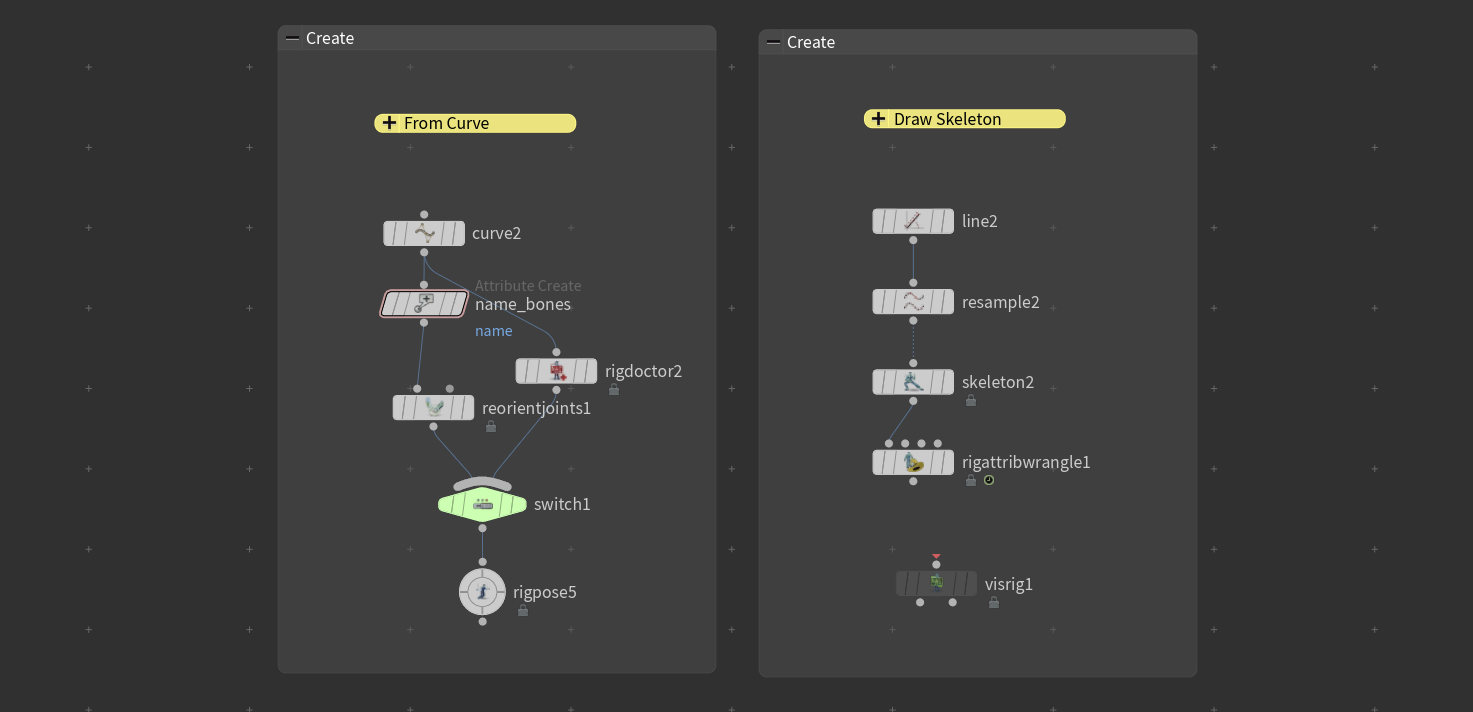 Create
From Curve
curve2
Attribute Create
name_bones
name
rigdoctor2
reorientjoints1
switch1
rigpose5
Create
Draw Skeleton
line2
resample2
skeleton2
rigattribwrangle1
visrig1